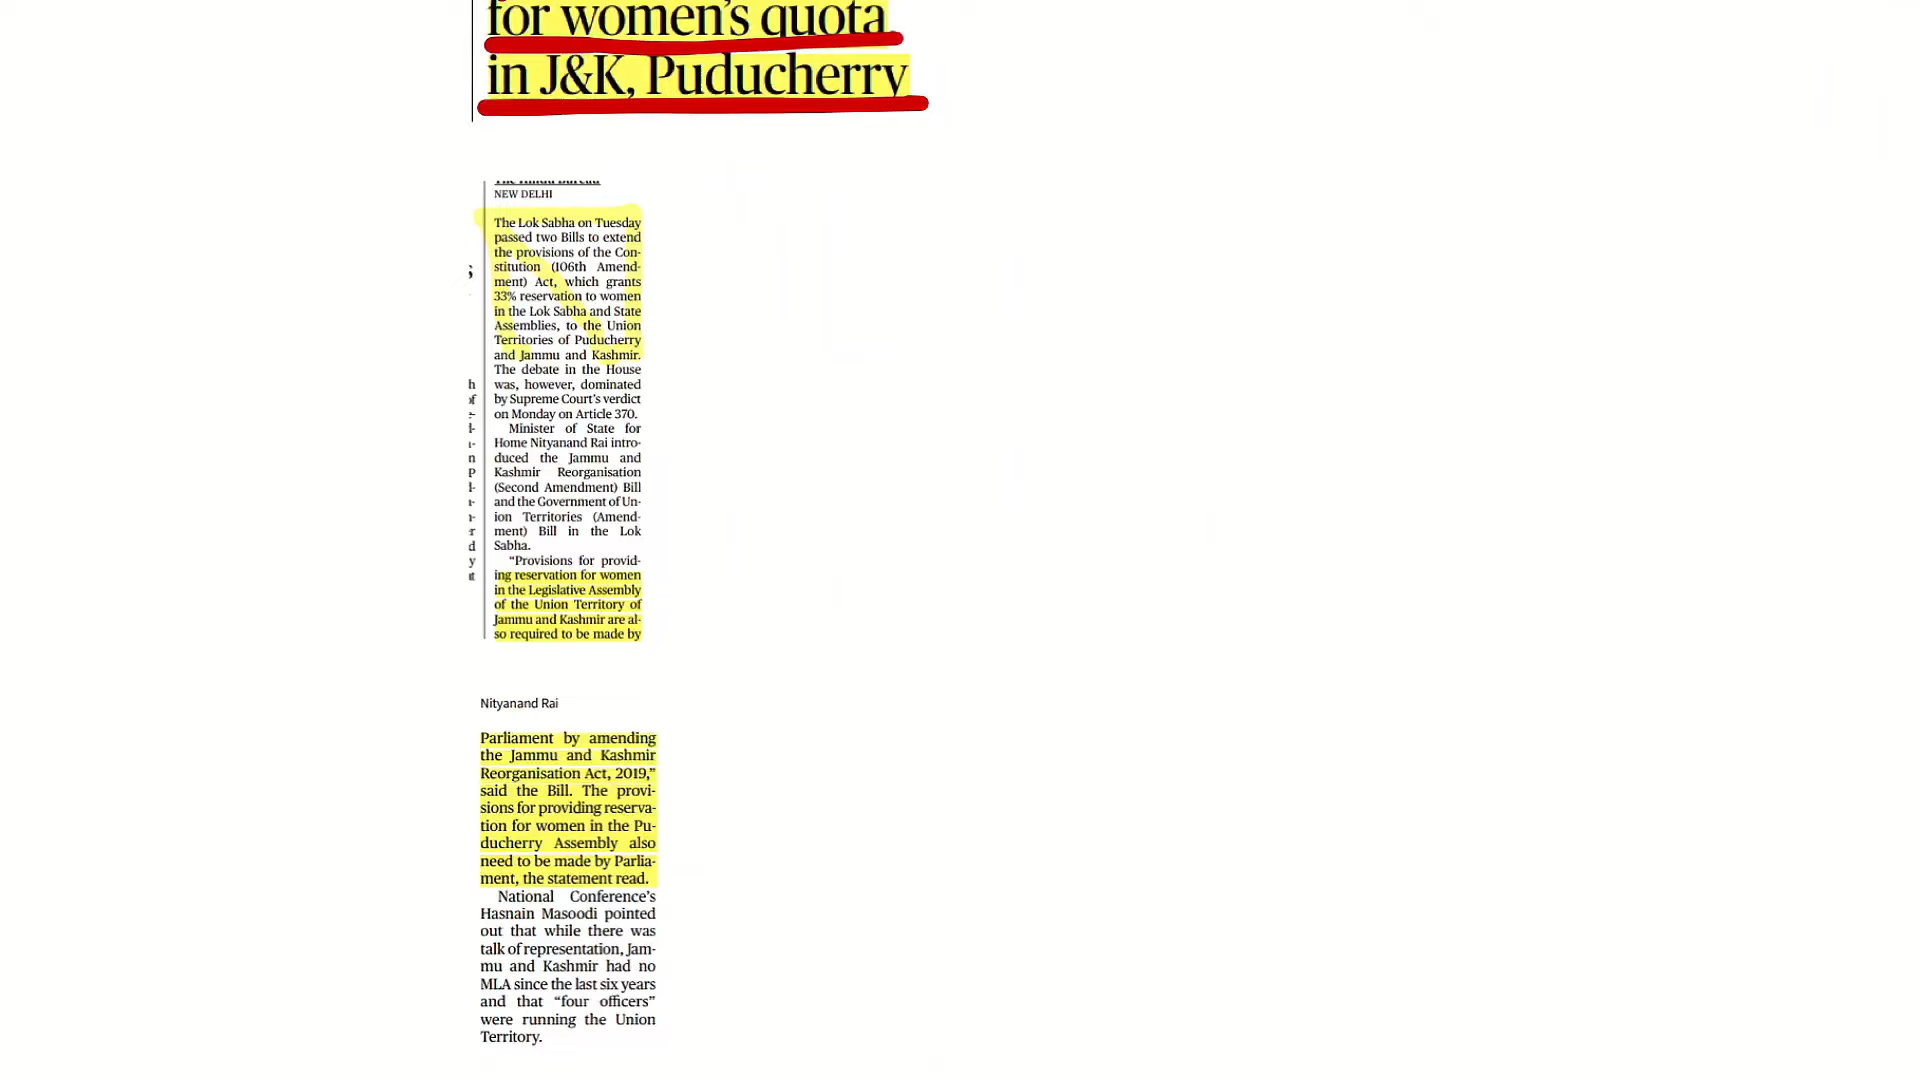 for women's quota
in J&K, Puducherry
The Hindu Bureau
NEW DELHI
The Lok Sabha on Tuesday
passed two Bills to extend
the provisions of the Con-
stitution (106th Amend-
ment) Act, which grants
33% reservation to women
in the Lok Sabha and State
Assemblies, to the Union
Territories of Puducherry
and Jammu and Kashmir.
The debate in the House
was, however, dominated
by Supreme Court's verdict
on Monday on Article 370.
Minister of State for
Home Nityanand Rai intro-
duced the Jammu and
Kashmir Reorganisation
(Second Amendment) Bill
and the Government of Un-
ion Territories (Amend-
ment) Bill in the Lok
Sabha.
“Provisions for provid-
ing reservation for women
in the Legislative Assembly
of the Union Territory of
Jammu and Kashmir are al-
so required to be made by
Nityanand Rai
Parliament by amending
the Jammu and Kashmir
Reorganisation Act, 2019,”
said the Bill. The provi-
sions for providing reserva-
tion for women in the Pu-
ducherry Assembly also
need to be made by Parlia-
ment, the statement read.
National Conference's
Hasnain Masoodi pointed
out that while there was
talk of representation, Jam-
mu and Kashmir had no
MLA since the last six years
and that “four officers”
were running the Union
Territory.